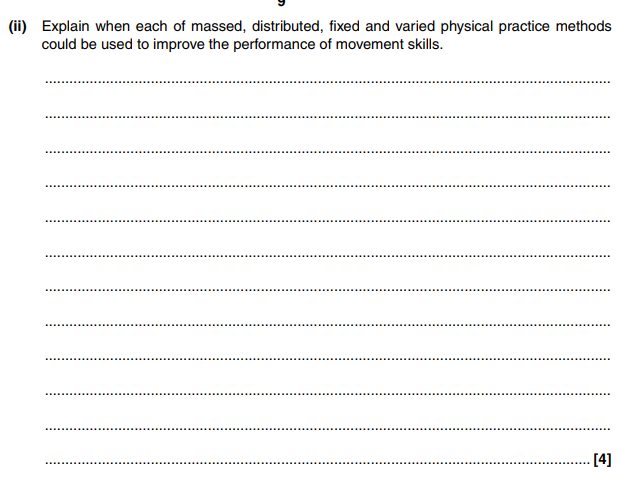 (ii) Explain when each of massed, distributed, fixed and varied physical practice methods
could be used to improve the performance of movement skills.
[4]